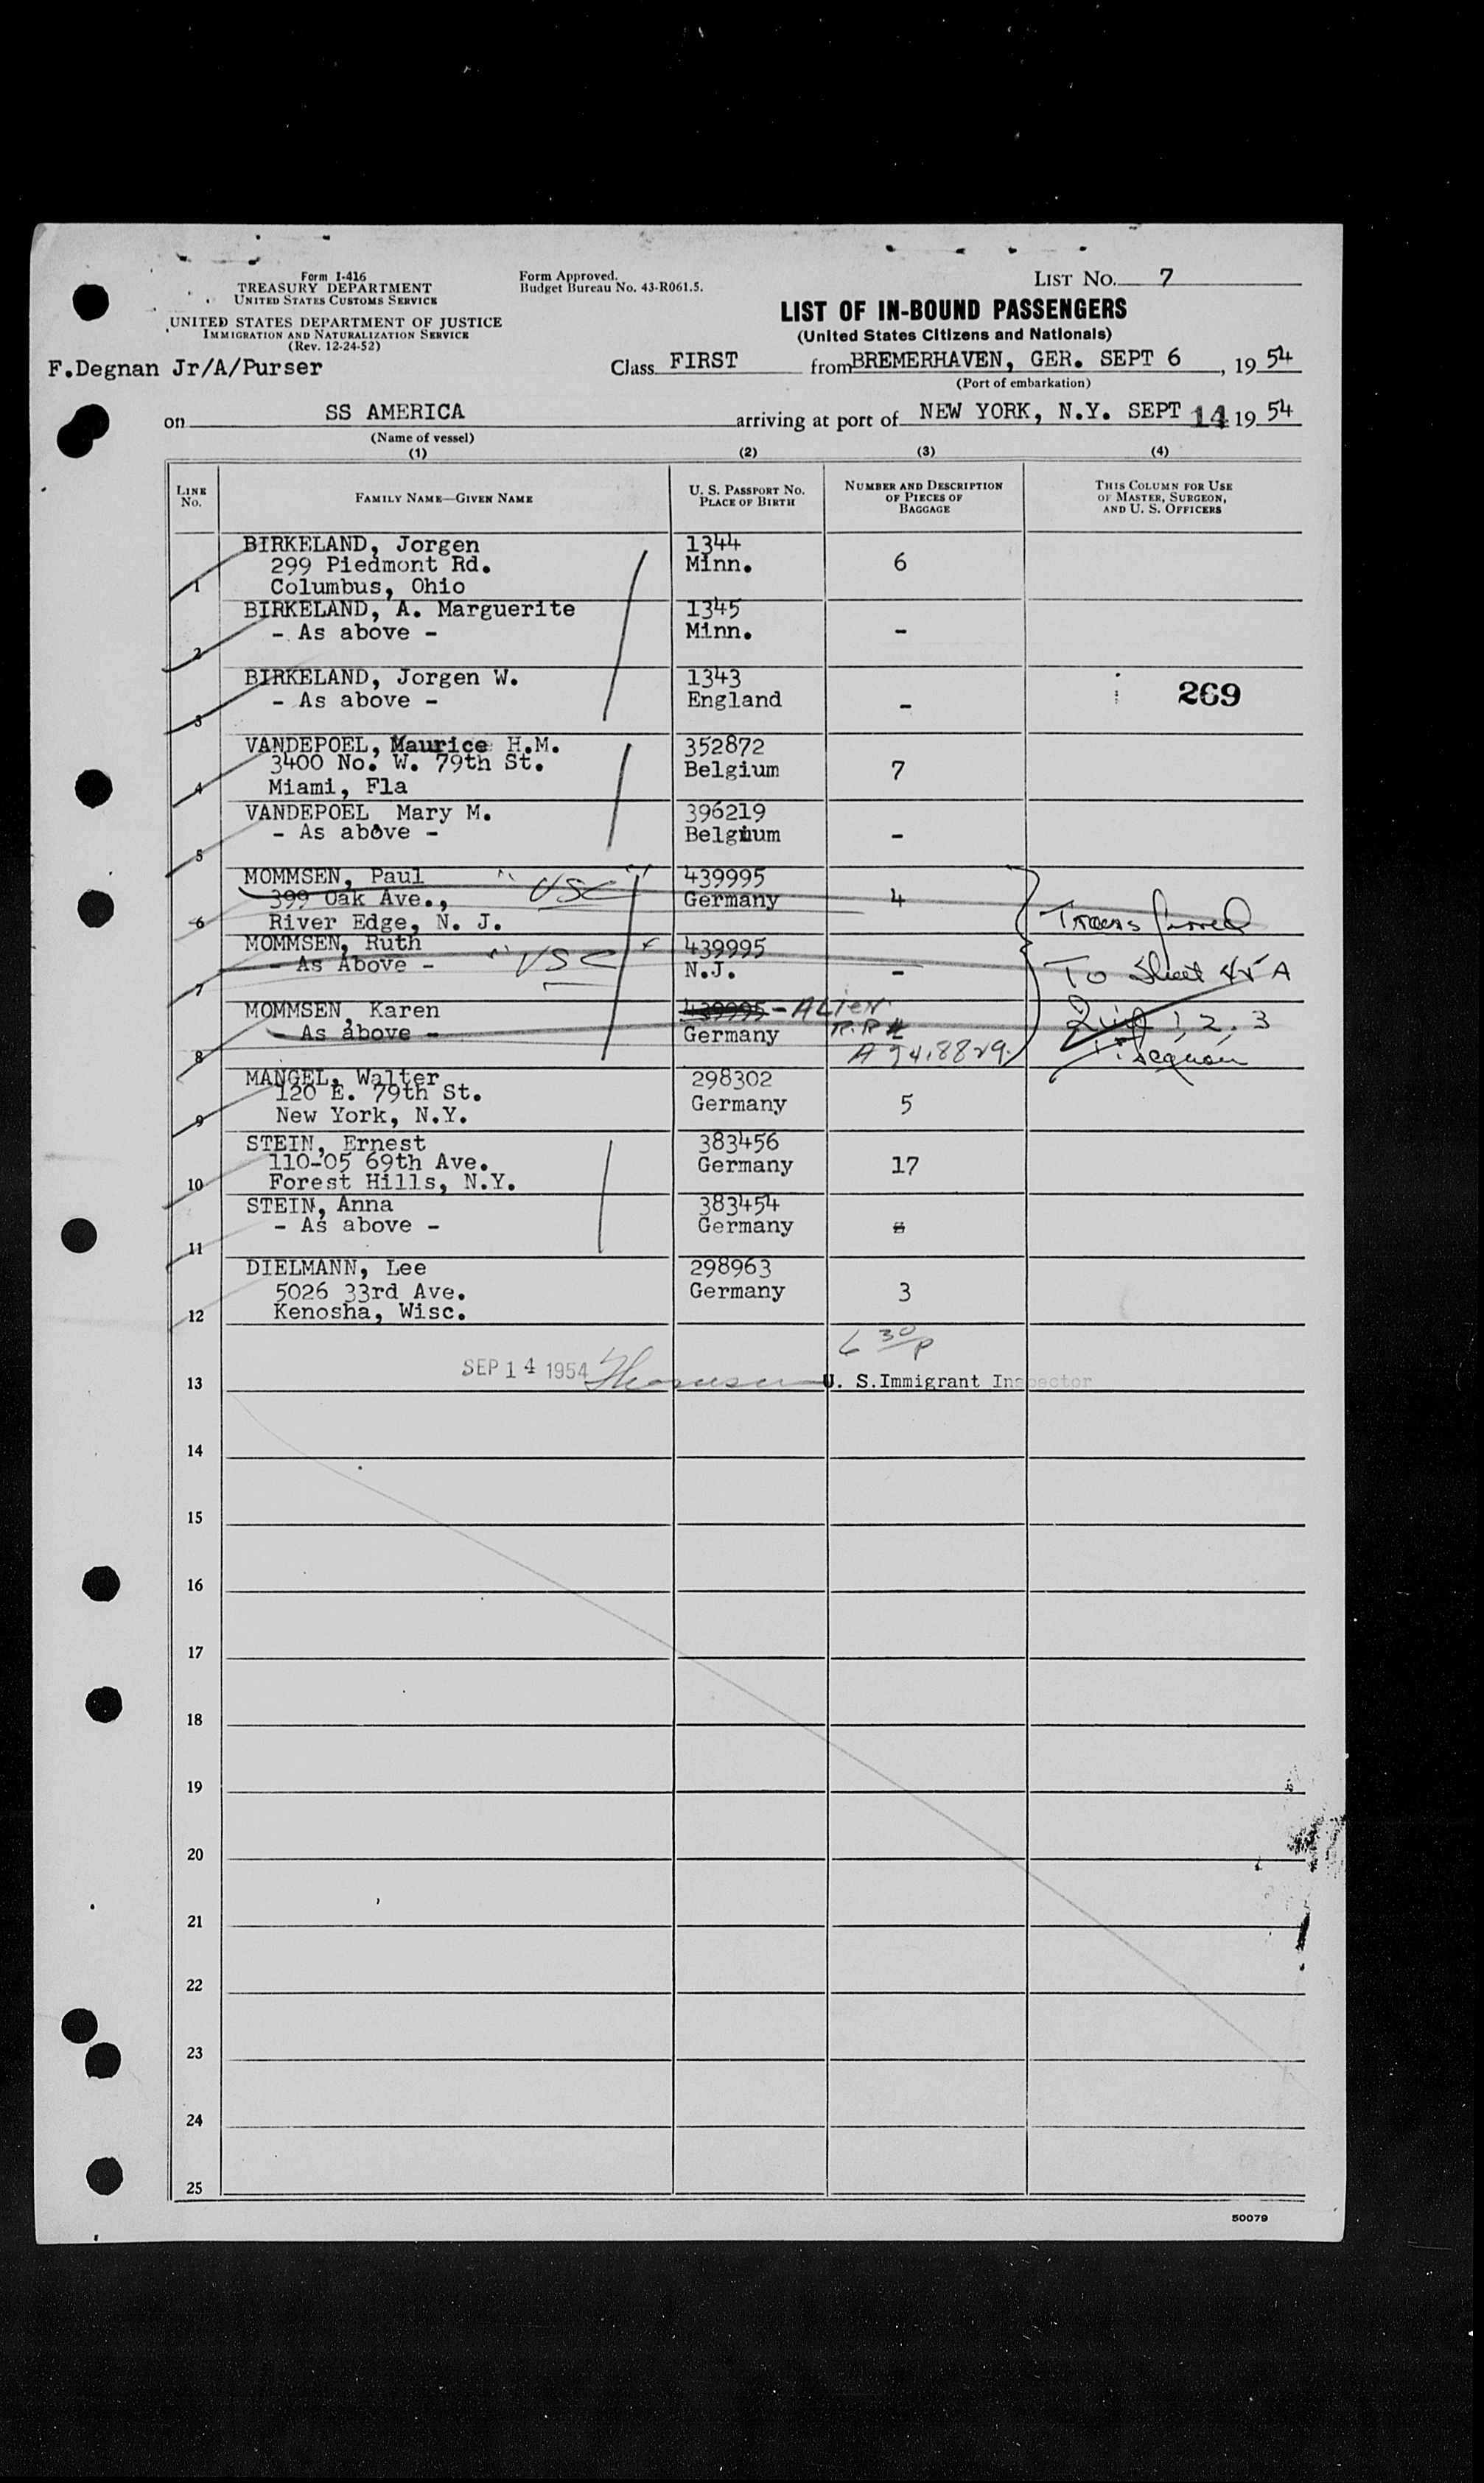 Form I-416
TREASURY DEPARTMENT
UNITED STATES CUSTOMS SERVICE
UNITED STATES DEPARTMENT OF JUSTICE
IMMIGRATION AND NATURALIZATION SERVICE
(Rev. 12-24-52)
Form Approved.
Budget Bureau No. 43-R061.5.
LIST NO. 7
LIST OF IN-BOUND PASSENGERS
(United States Citizens and Nationals)
F.Degnan Jr/A/Purser
Class FIRST from BREMERHAVEN, GER. SEPT 6, 19 54
(Port of embarkation)
on SS AMERICA arriving at port of NEW YORK, N.Y. SEPT 14 19 54
(Name of vessel)
(1) (2) (3) (4)
LINE NO. FAMILY NAME—GIVEN NAME U. S. PASSPORT NO. PLACE OF BIRTH NUMBER AND DESCRIPTION OF PIECES OF BAGGAGE THIS COLUMN FOR USE OF MASTER, SURGEON, AND U. S. OFFICERS
BIRKELAND, Jorgen 1344
299 Piedmont Rd. Minn. 6
1 Columbus, Ohio
BIRKELAND, A. Marguerite 1345
- As above - Minn. -
2
BIRKELAND, Jorgen W. 1343
- As above - England - 269
3
VANDEPOEL, Maurice H.M. 352872
3400 No. W. 79th St. Belgium 7
4 Miami, Fla
VANDEPOEL Mary M. 396219
- As above - Belgium -
5
MOMMSEN, Paul "USC" 439995
399 Oak Ave., Germany 4
6 River Edge, N. J. Transferred
MOMMSEN, Ruth "USC" 439995
- As Above - N.J. - To Sheet 45 A
7
MOMMSEN, Karen 439995 - ALIEN
- As above - Germany 1, 2, 3
8
MANGEL, Walter 298302
120 E. 79th St. Germany 5
9 New York, N.Y.
STEIN, Ernest 383456
110-05 69th Ave. Germany 17
10 Forest Hills, N.Y.
STEIN, Anna 383454
- As above - Germany -
11
DIELMANN, Lee 298963
5026 33rd Ave. Germany 3
12 Kenosha, Wisc.
6 30 P
13 SEP 14 1954 U. S.Immigrant Inspector
14
15
16
17
18
19
20
21
22
23
24
25
50079